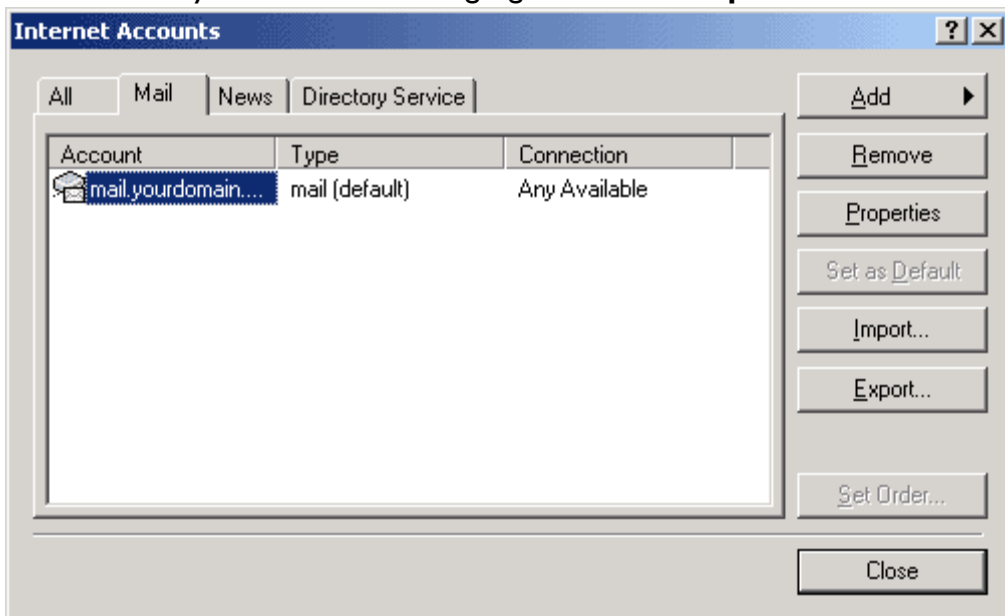 Internet Accounts
All Mail News Directory Service
Add
Account Type Connection
Remove
mail.yourdomain.... mail (default) Any Available
Properties
Set as Default
Import...
Export...
Set Order...
Close